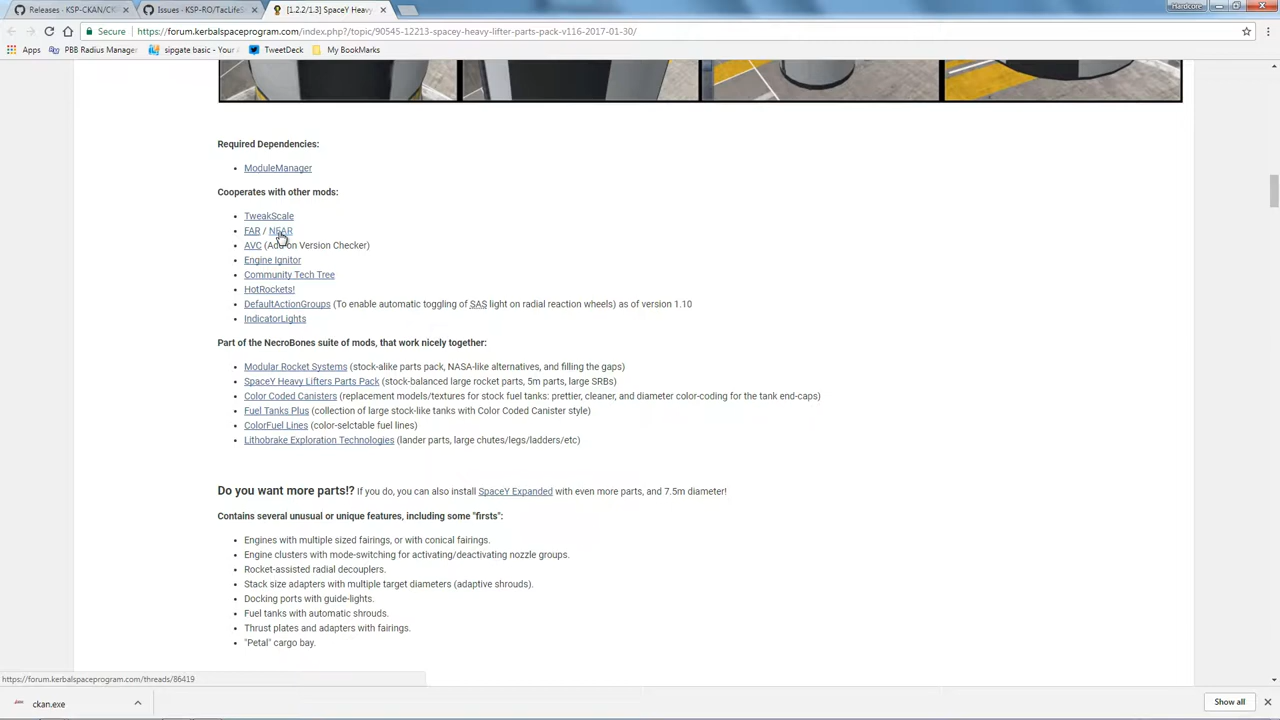 Releases - KSP-CKAN/CK
Issues - KSP-RO/TacLifeS
[1.2.2/1.3] SpaceY Heavy
Hardcore
Secure
https://forum.kerbalspaceprogram.com/index.php?/topic/90545-12213-spacey-heavy-lifter-parts-pack-v116-2017-01-30/
Apps
PBB Radius Manager
sipgate basic - Your A
TweetDeck
My Bookmarks
Required Dependencies:
ModuleManager
Cooperates with other mods:
TweakScale
FAR / NEAR
AVC (Add-on Version Checker)
Engine Ignitor
Community Tech Tree
HotRockets!
DefaultActionGroups (To enable automatic toggling of SAS light on radial reaction wheels) as of version 1.10
IndicatorLights
Part of the NecroBones suite of mods, that work nicely together:
Modular Rocket Systems (stock-alike parts pack, NASA-like alternatives, and filling the gaps)
SpaceY Heavy Lifters Parts Pack (stock-balanced large rocket parts, 5m parts, large SRBs)
Color Coded Canisters (replacement models/textures for stock fuel tanks: prettier, cleaner, and diameter color-coding for the tank end-caps)
Fuel Tanks Plus (collection of large stock-like tanks with Color Coded Canister style)
ColorFuel Lines (color-selctable fuel lines)
Lithobrake Exploration Technologies (lander parts, large chutes/legs/ladders/etc)
Do you want more parts!? If you do, you can also install SpaceY Expanded with even more parts, and 7.5m diameter!
Contains several unusual or unique features, including some "firsts":
Engines with multiple sized fairings, or with conical fairings.
Engine clusters with mode-switching for activating/deactivating nozzle groups.
Rocket-assisted radial decouplers.
Stack size adapters with multiple target diameters (adaptive shrouds).
Docking ports with guide-lights.
Fuel tanks with automatic shrouds.
Thrust plates and adapters with fairings.
"Petal" cargo bay.
https://forum.kerbalspaceprogram.com/threads/86419
ckan.exe
Show all